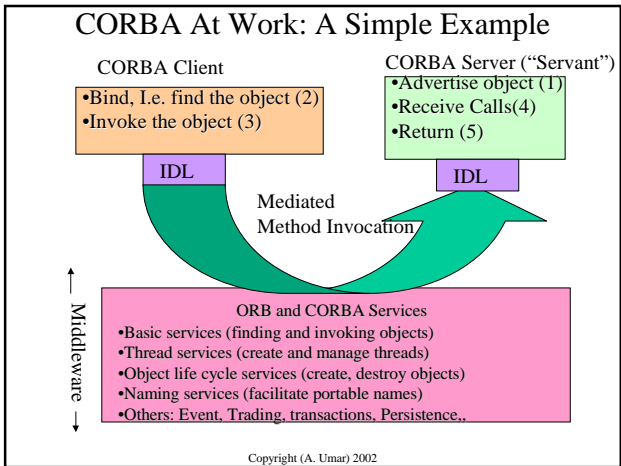 CORBA At Work: A Simple Example
CORBA Client
CORBA Server (“Servant”)
•Bind, I.e. find the object (2)
•Invoke the object (3)
•Advertise object (1)
•Receive Calls(4)
•Return (5)
IDL
IDL
Mediated
Method Invocation
Middleware
ORB and CORBA Services
•Basic services (finding and invoking objects)
•Thread services (create and manage threads)
•Object life cycle services (create, destroy objects)
•Naming services (facilitate portable names)
•Others: Event, Trading, transactions, Persistence,,
Copyright (A. Umar) 2002